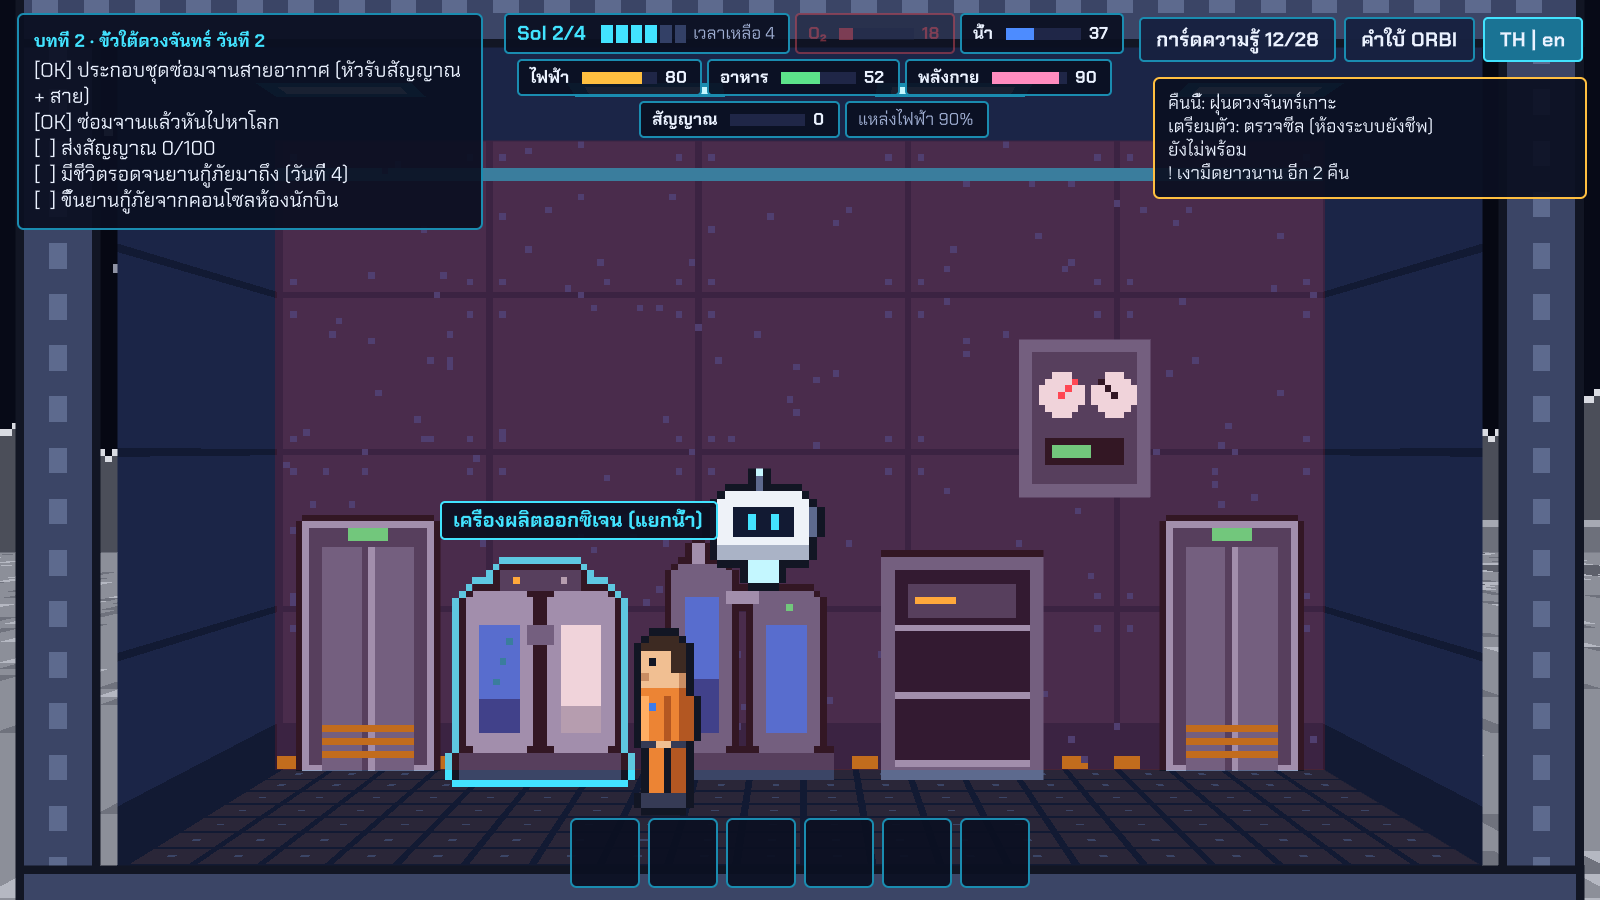 บทที่ 2 · ขั้วใต้ดวงจันทร์ วันที่ 2
[OK] ประกอบชุดซ่อมจานสายอากาศ (หัวรับสัญญาณ
+ สาย)
[OK] ซ่อมจานแล้วหันไปหาโลก
[ ] ส่งสัญญาณ 0/100
[ ] มีชีวิตรอดจนยานกู้ภัยมาถึง (วันที่ 4)
[ ] ขึ้นยานกู้ภัยจากคอนโซลห้องนักบิน
Sol 2/4 เวลาเหลือ 4
O₂ 18
น้ำ 37
ไฟฟ้า 80
อาหาร 52
พลังกาย 90
สัญญาณ 0
แหล่งไฟฟ้า 90%
การ์ดความรู้ 12/28
คำใบ้ ORBI
TH | en
คืนนี้: ฝุ่นดวงจันทร์เกาะ
เตรียมตัว: ตรวจซีล (ห้องระบบยังชีพ)
ยังไม่พร้อม
! เงามืดยาวนาน อีก 2 คืน
เครื่องผลิตออกซิเจน (แยกน้ำ)